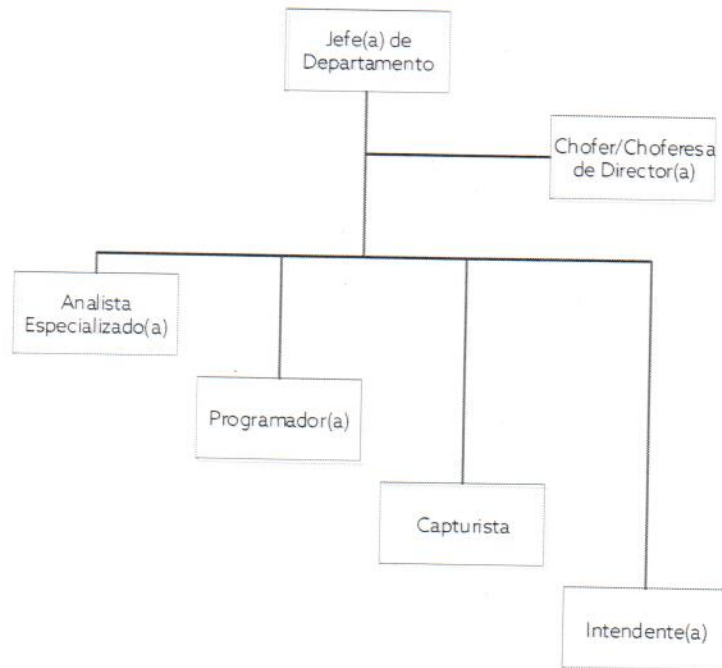 Jefe(a) de
Departamento
Chofer/Choferesa
de Director(a)
Analista
Especializado(a)
Programador(a)
Capturista
Intendente(a)